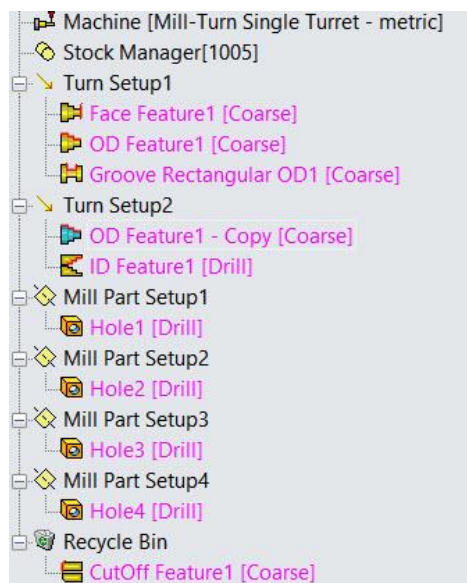 Machine [Mill-Turn Single Turret - metric]
Stock Manager[1005]
Turn Setup1
Face Feature1 [Coarse]
OD Feature1 [Coarse]
Groove Rectangular OD1 [Coarse]
Turn Setup2
OD Feature1 - Copy [Coarse]
ID Feature1 [Drill]
Mill Part Setup1
Hole1 [Drill]
Mill Part Setup2
Hole2 [Drill]
Mill Part Setup3
Hole3 [Drill]
Mill Part Setup4
Hole4 [Drill]
Recycle Bin
CutOff Feature1 [Coarse]